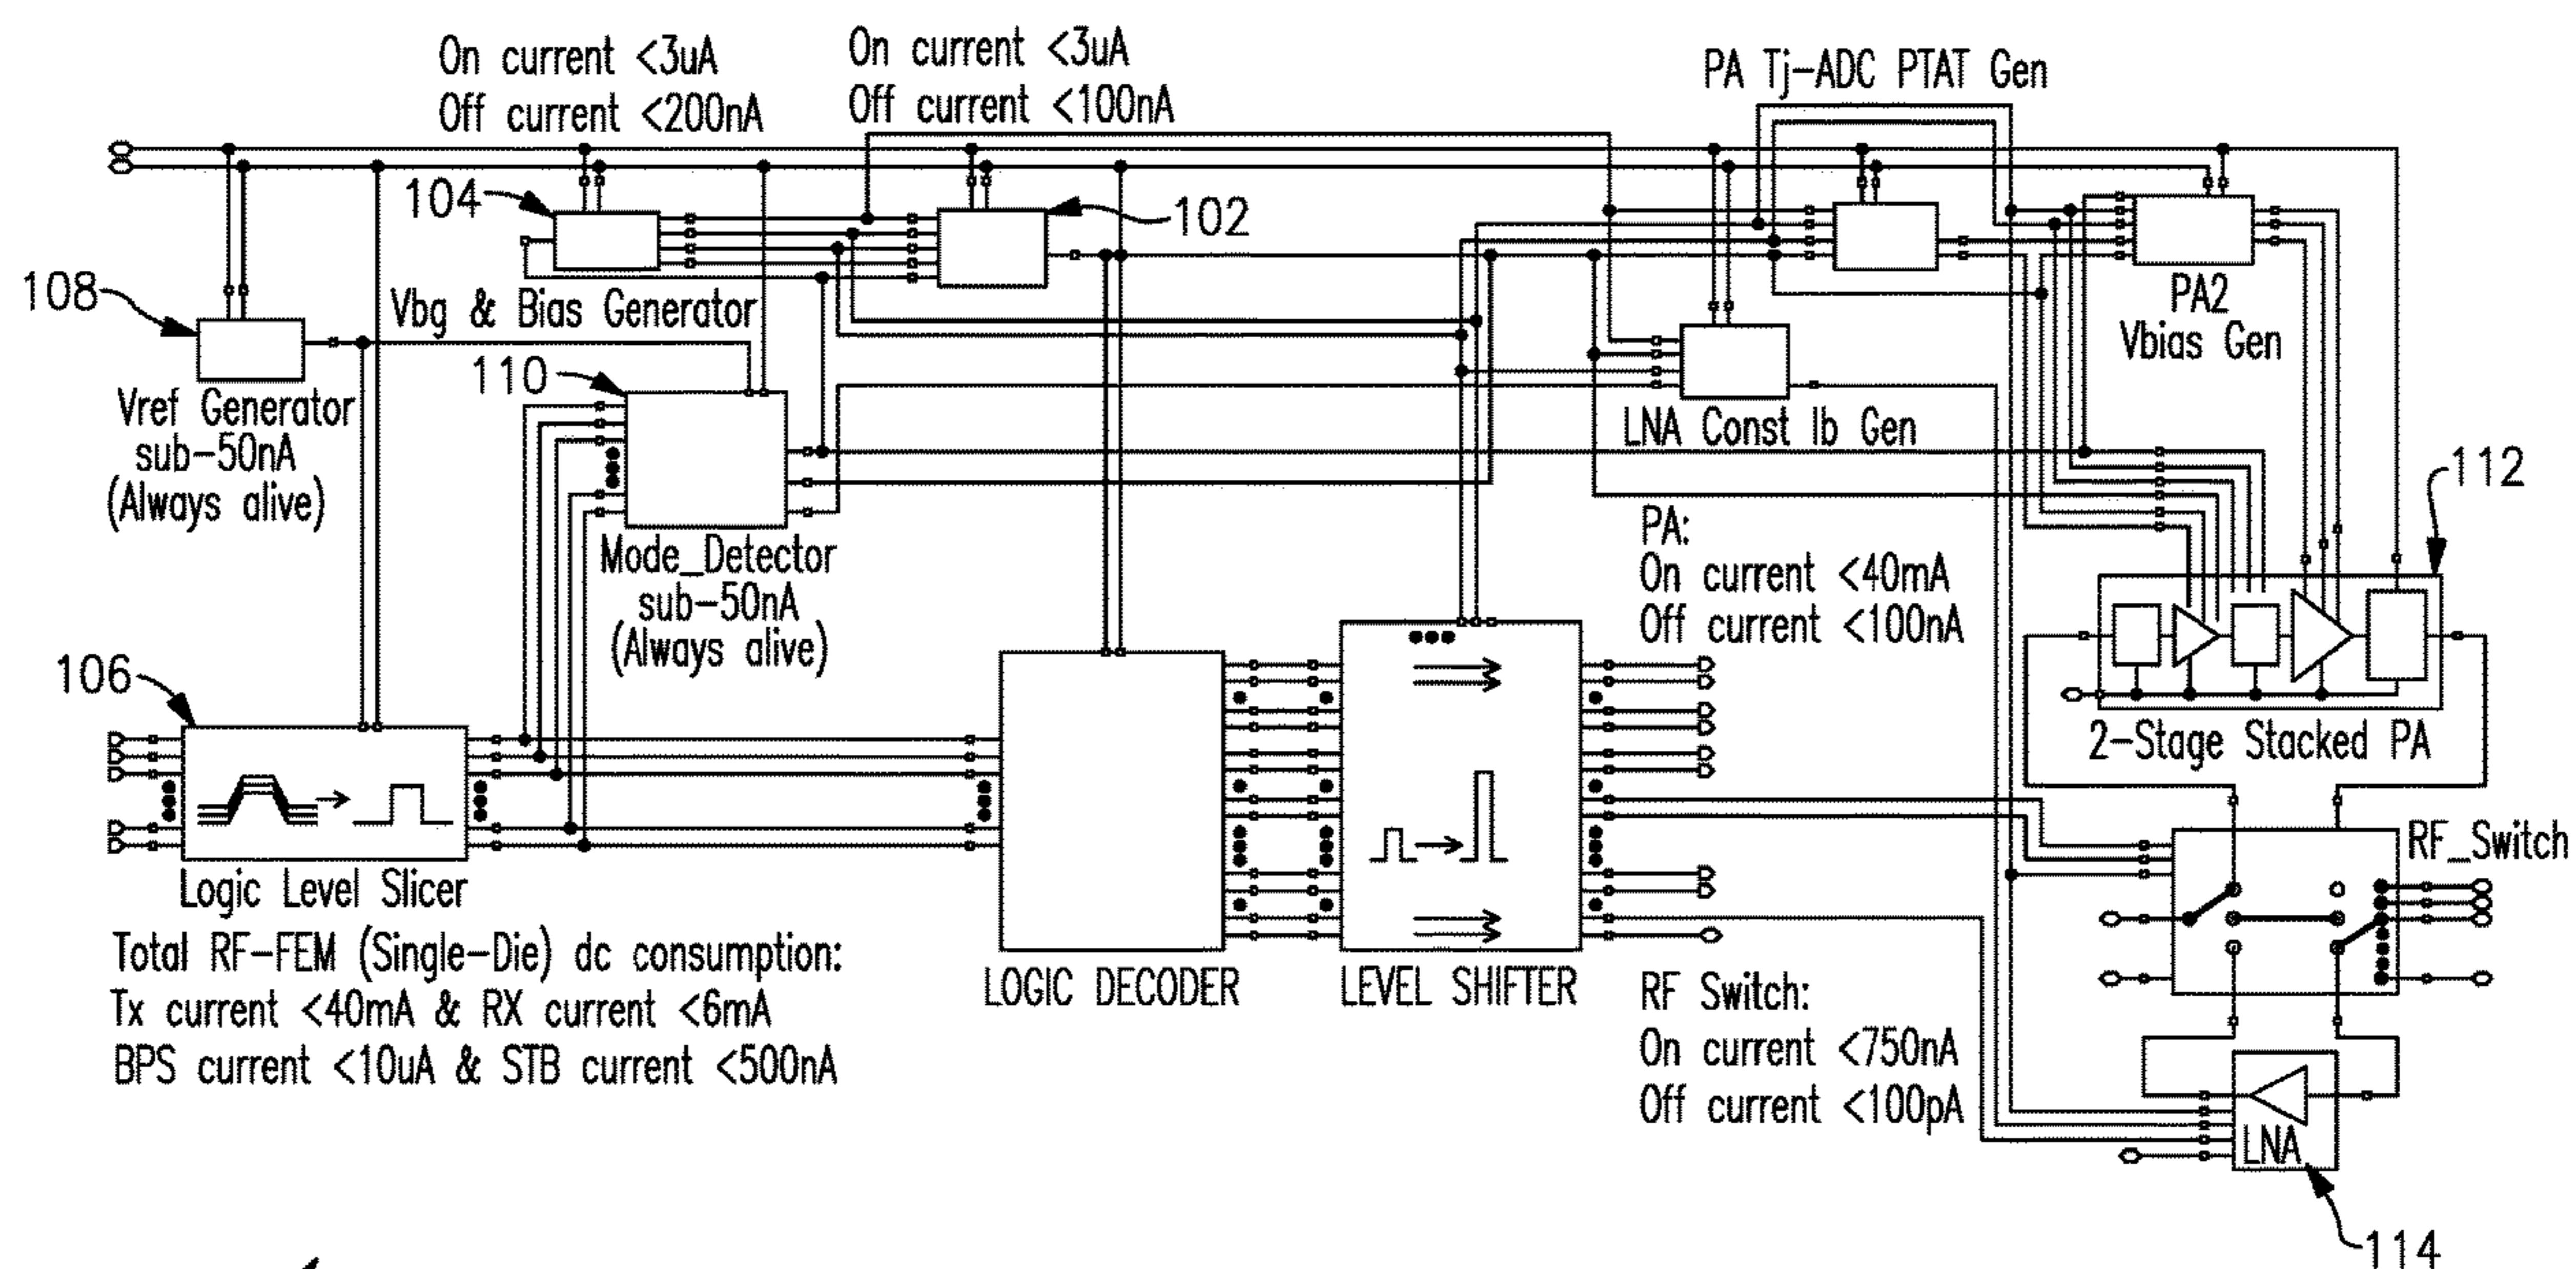 On current <3uA
Off current <200nA
On current <3uA
Off current <100nA
PA Tj-ADC PTAT Gen
104
102
108
Vbg & Bias Generator
PA2
Vbias Gen
110
Vref Generator
sub-50nA
(Always alive)
LNA Const Ib Gen
112
Mode_Detector
sub-50nA
(Always alive)
PA:
On current <40mA
Off current <100nA
106
2-Stage Stacked PA
RF_Switch
Logic Level Slicer
Total RF-FEM (Single-Die) dc consumption:
Tx current <40mA & RX current <6mA
BPS current <10uA & STB current <500nA
LOGIC DECODER
LEVEL SHIFTER
RF Switch:
On current <750nA
Off current <100pA
LNA
114